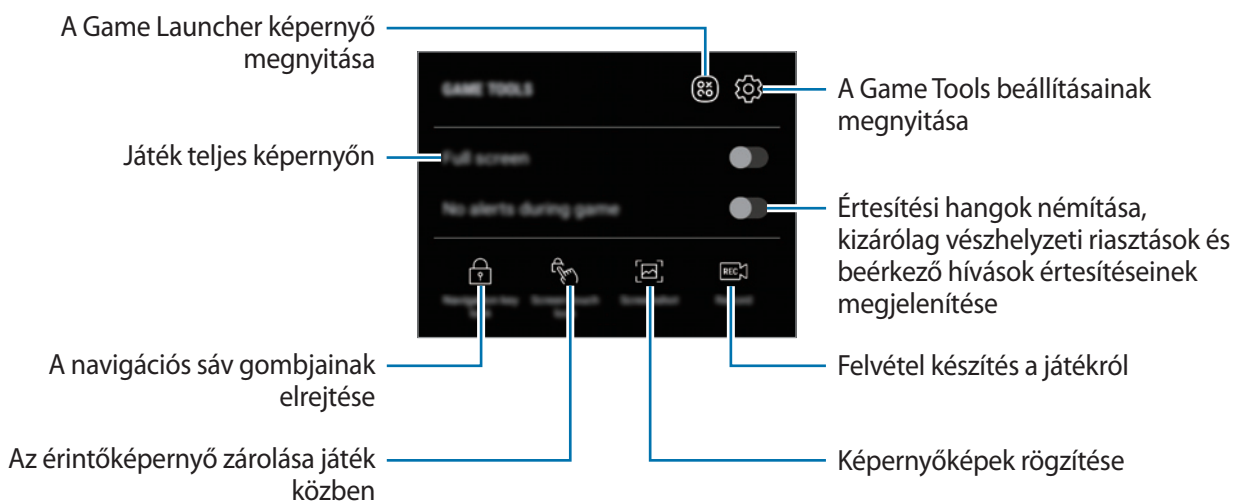 A Game Launcher képernyő
megnyitása
GAME TOOLS
A Game Tools beállításainak
megnyitása
Játék teljes képernyőn
Full screen
No alerts during game
Értesítési hangok némítása,
kizárólag vészhelyzeti riasztások és
beérkező hívások értesítéseinek
megjelenítése
REC
A navigációs sáv gombjainak
elrejtése
Felvétel készítés a játékról
Az érintőképernyő zárolása játék
közben
Képernyőképek rögzítése